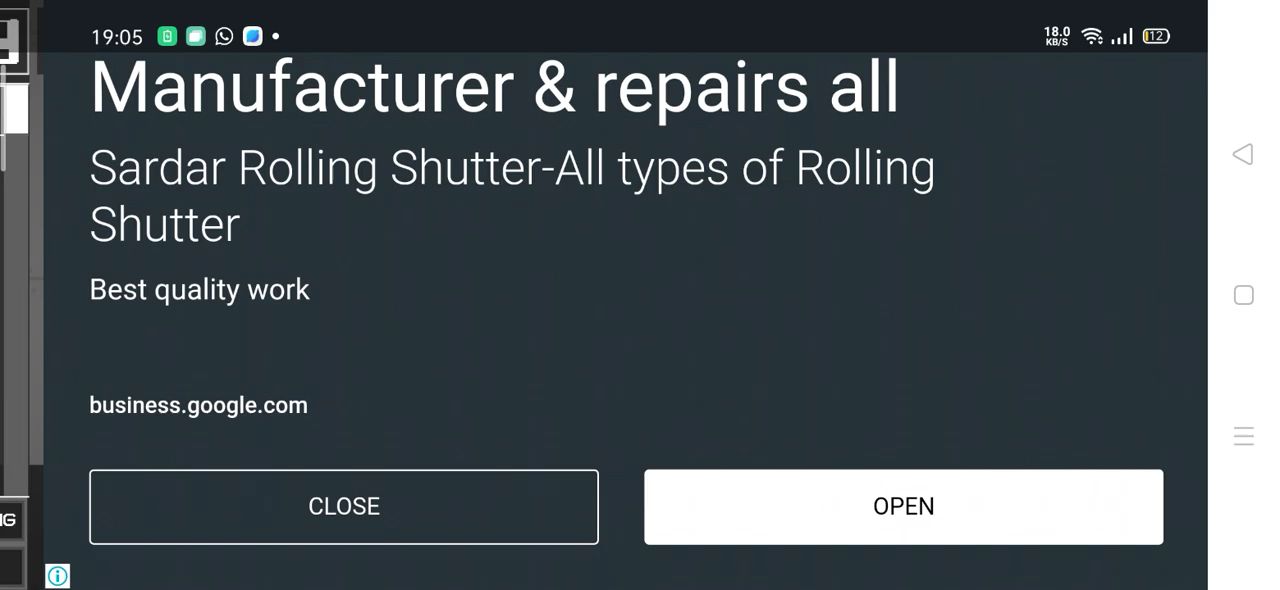 19:05
18.0
KB/S
12
Manufacturer & repairs all
Sardar Rolling Shutter-All types of Rolling
Shutter
Best quality work
business.google.com
CLOSE
OPEN